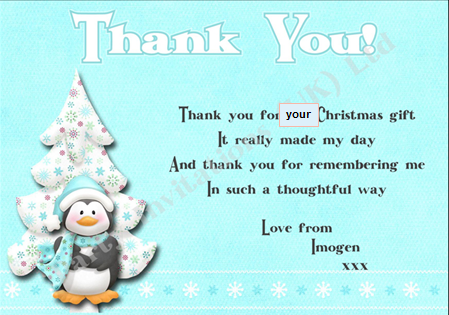 Thank You!
Thank you for your Christmas gift
It really made my day
And thank you for remembering me
In such a thoughtful way
Love from
Imogen
xxx